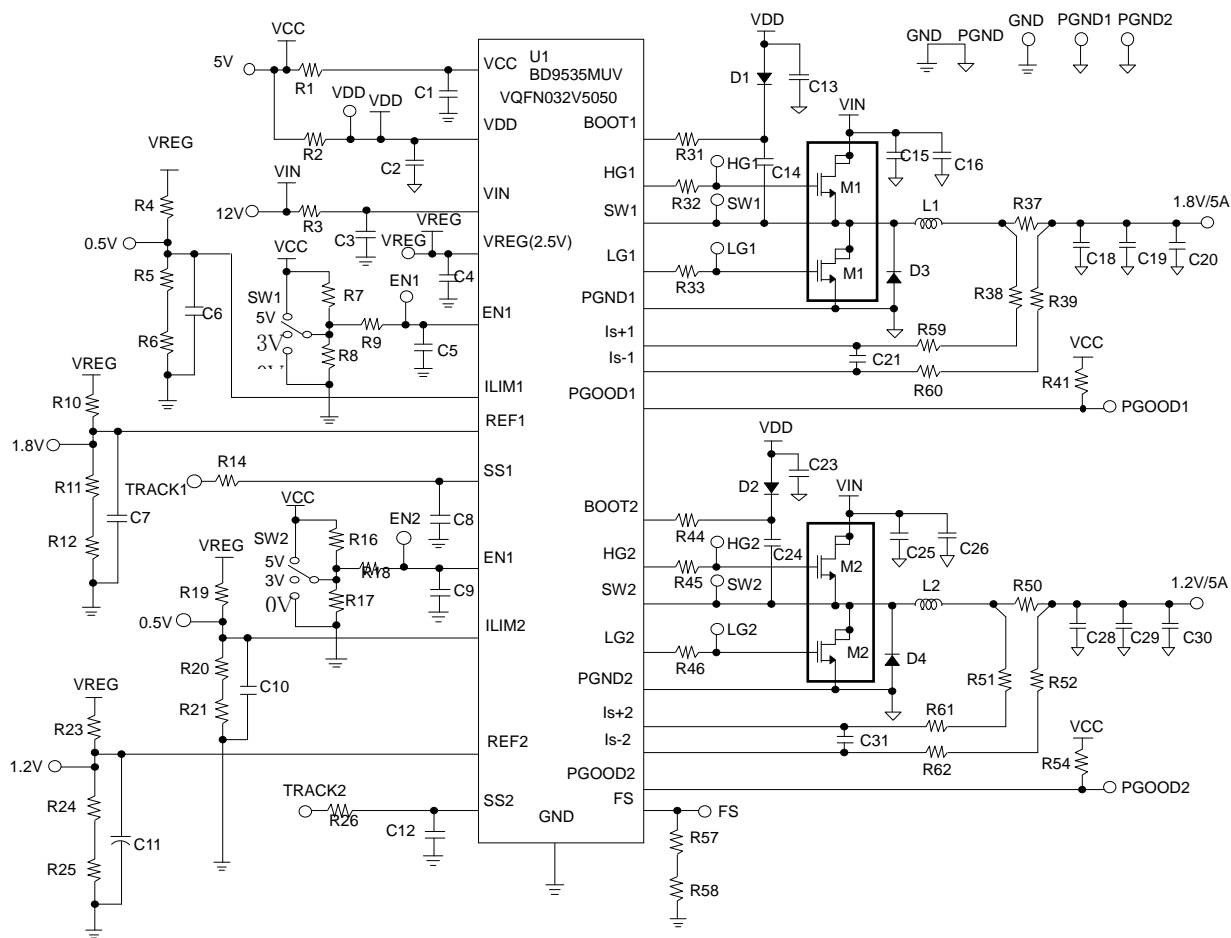 VCC
5V
R1
C1
VCC
U1
BD9535MUV
VQFN032V5050
VDD
VDD
VDD
R2
C2
VREG
VIN
VIN
R4
12V
R3
C3
VREG
VREG
VREG(2.5V)
0.5V
VCC
C4
R5
SW1
R7
EN1
EN1
C6
5V
3V
R9
C5
R6
R8
VREG
ILIM1
R10
REF1
1.8V
R14
SS1
R11
TRACK1
C7
C8
VCC
R12
EN2
VREG
SW2
R16
5V
EN1
3V
R18
R19
0V
R17
C9
0.5V
ILIM2
R20
C10
VREG
R21
R23
REF2
1.2V
TRACK2
SS2
R24
R26
C12
C11
GND
R25
VDD
D1
C13
GND
PGND
GND
PGND1
PGND2
BOOT1
VIN
R31
C15
C16
HG1
HG1
C14
R32
M1
SW1
SW1
L1
R37
1.8V/5A
LG1
LG1
C18
C19
C20
R33
M1
D3
PGND1
R38
R39
Is+1
R59
Is-1
C21
VCC
R60
R41
PGOOD1
PGOOD1
VDD
C23
D2
VIN
BOOT2
R44
C25
C26
HG2
HG2
C24
R45
M2
SW2
SW2
L2
R50
1.2V/5A
LG2
LG2
C28
C29
C30
R46
M2
D4
PGND2
R51
R52
Is+2
R61
Is-2
C31
VCC
R62
R54
PGOOD2
PGOOD2
FS
FS
R57
R58